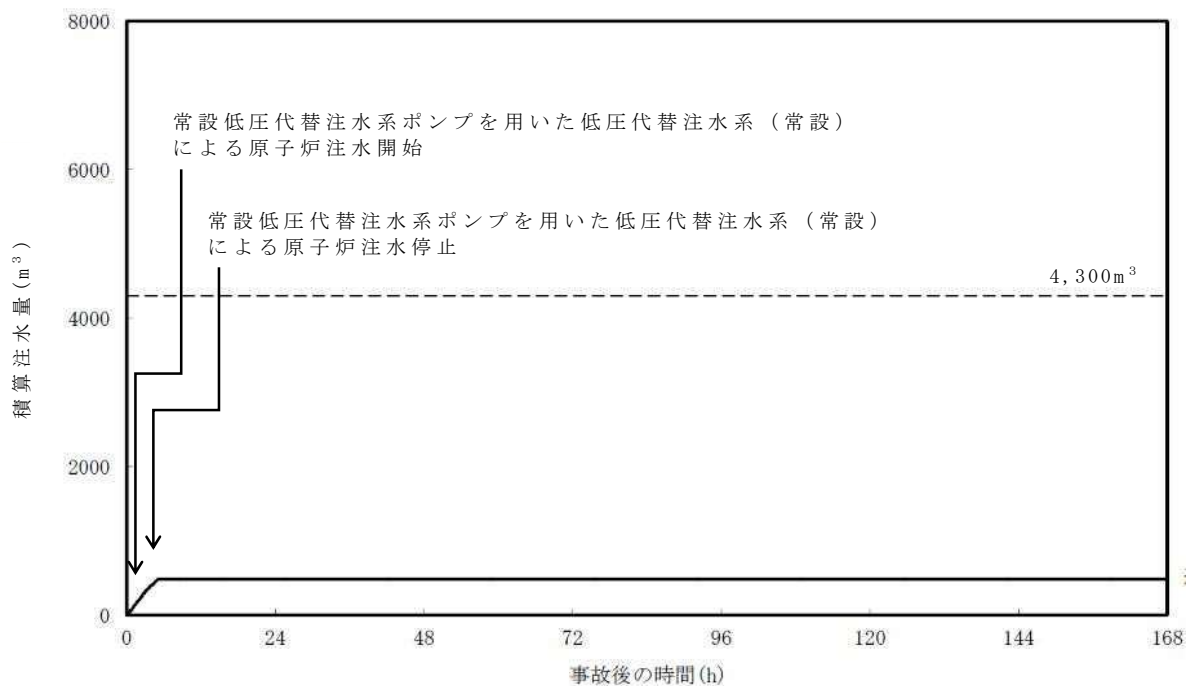 8000
常設低圧代替注水系ポンプを用いた低圧代替注水系（常設）
による原子炉注水開始
6000
常設低圧代替注水系ポンプを用いた低圧代替注水系（常設）
による原子炉注水停止
積算注水量(m³)
4,300m³
4000
2000
0
0 24 48 72 96 120 144 168
事故後の時間(h)